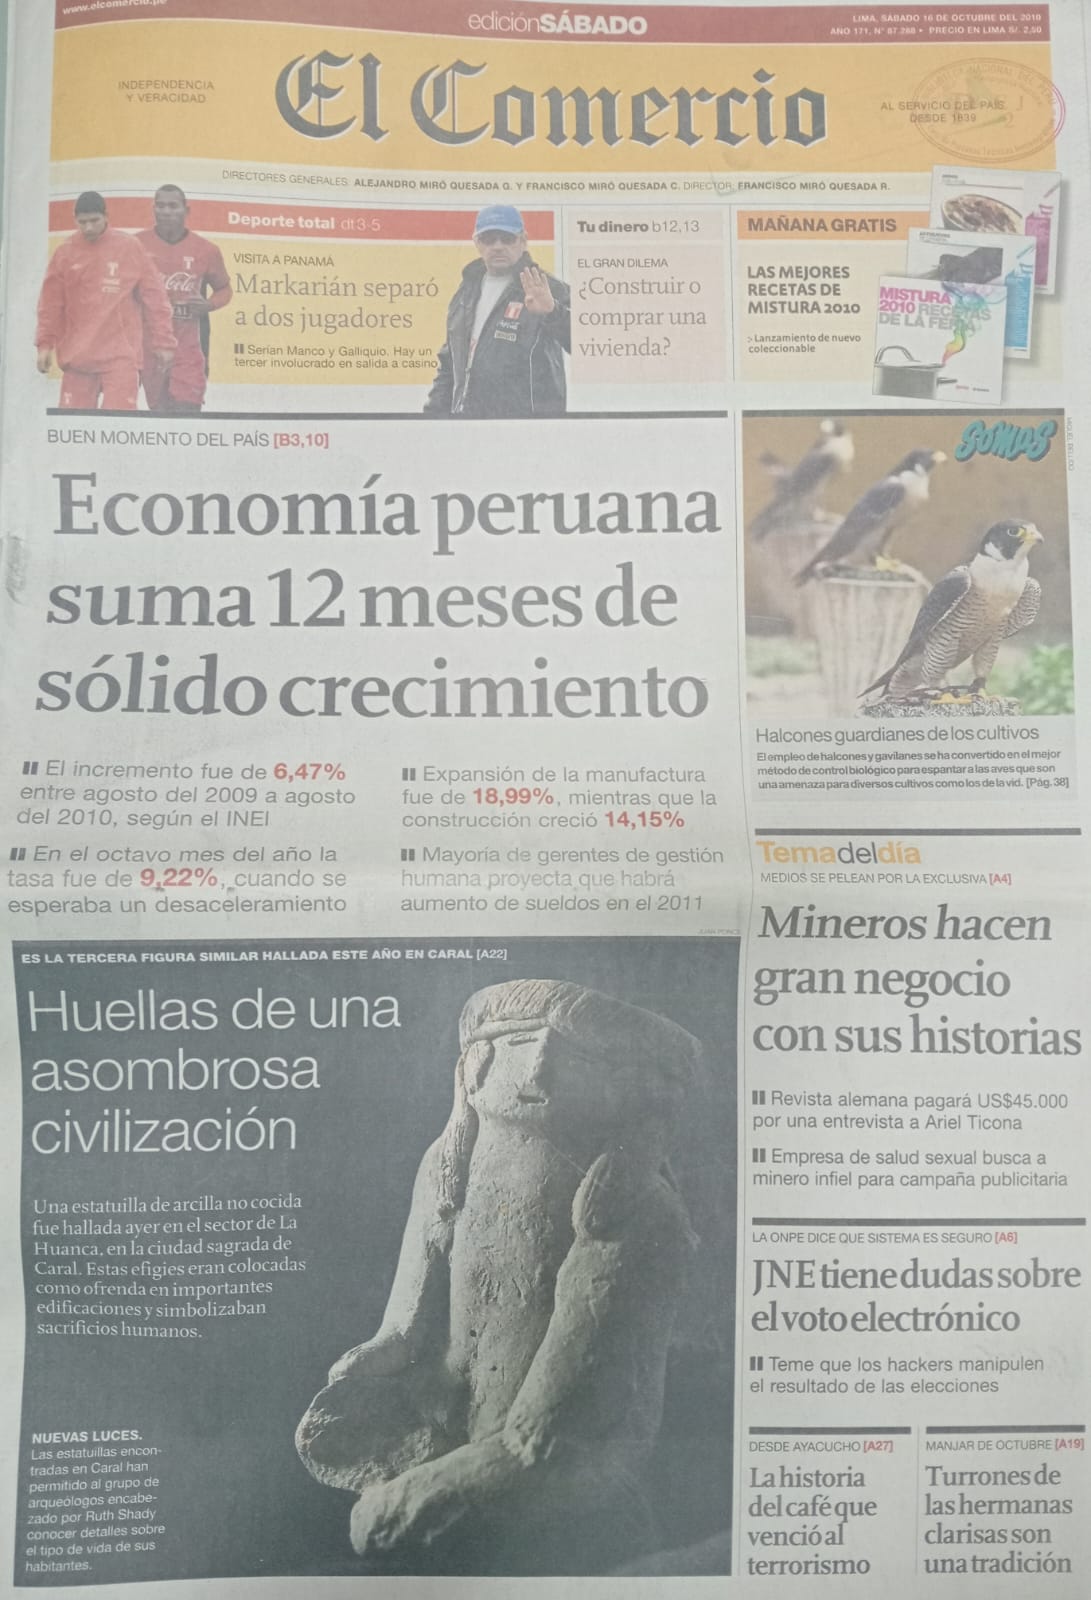 www.elcomercio.pe
edición SÁBADO
LIMA, SÁBADO 16 DE OCTUBRE DEL 2010
AÑO 171, N° 87.288 • PRECIO EN LIMA S/. 2,50
INDEPENDENCIA
Y VERACIDAD
El Comercio
AL SERVICIO DEL PAÍS
DESDE 1839
DIRECTORES GENERALES: ALEJANDRO MIRÓ QUESADA G. Y FRANCISCO MIRÓ QUESADA C. DIRECTOR: FRANCISCO MIRÓ QUESADA R.
Deporte total dt3-5
VISITA A PANAMÁ
Markarián separó
a dos jugadores
Serían Manco y Galliquio. Hay un
tercer involucrado en salida a casino
Tu dinero b12,13
EL GRAN DILEMA
¿Construir o
comprar una
vivienda?
MAÑANA GRATIS
LAS MEJORES
RECETAS DE
MISTURA 2010
> Lanzamiento de nuevo
coleccionable
MISTURA
2010 RECETAS
DE LA FERIA
BUEN MOMENTO DEL PAÍS [B3,10]
Economía peruana
suma 12 meses de
sólido crecimiento
El incremento fue de 6,47%
entre agosto del 2009 a agosto
del 2010, según el INEI
En el octavo mes del año la
tasa fue de 9,22%, cuando se
esperaba un desaceleramiento
Expansión de la manufactura
fue de 18,99%, mientras que la
construcción creció 14,15%
Mayoría de gerentes de gestión
humana proyecta que habrá
aumento de sueldos en el 2011
SOMOS
MIGUEL BELLIDO
Halcones guardianes de los cultivos
El empleo de halcones y gavilanes se ha convertido en el mejor
método de control biológico para espantar a las aves que son
una amenaza para diversos cultivos como los de la vid. [Pág. 38]
Tema del día
MEDIOS SE PELEAN POR LA EXCLUSIVA [A4]
Mineros hacen
gran negocio
con sus historias
Revista alemana pagará US$45.000
por una entrevista a Ariel Ticona
Empresa de salud sexual busca a
minero infiel para campaña publicitaria
LA ONPE DICE QUE SISTEMA ES SEGURO [A6]
JNE tiene dudas sobre
el voto electrónico
Teme que los hackers manipulen
el resultado de las elecciones
DESDE AYACUCHO [A27]
La historia
del café que
venció al
terrorismo
MANJAR DE OCTUBRE [A19]
Turrones de
las hermanas
clarisas son
una tradición
JUAN PONCE
ES LA TERCERA FIGURA SIMILAR HALLADA ESTE AÑO EN CARAL [A22]
Huellas de una
asombrosa
civilización
Una estatuilla de arcilla no cocida
fue hallada ayer en el sector de La
Huanca, en la ciudad sagrada de
Caral. Estas efigies eran colocadas
como ofrenda en importantes
edificaciones y simbolizaban
sacrificios humanos.
NUEVAS LUCES.
Las estatuillas encon-
tradas en Caral han
permitido al grupo de
arqueólogos encabe-
zado por Ruth Shady
conocer detalles sobre
el tipo de vida de sus
habitantes.